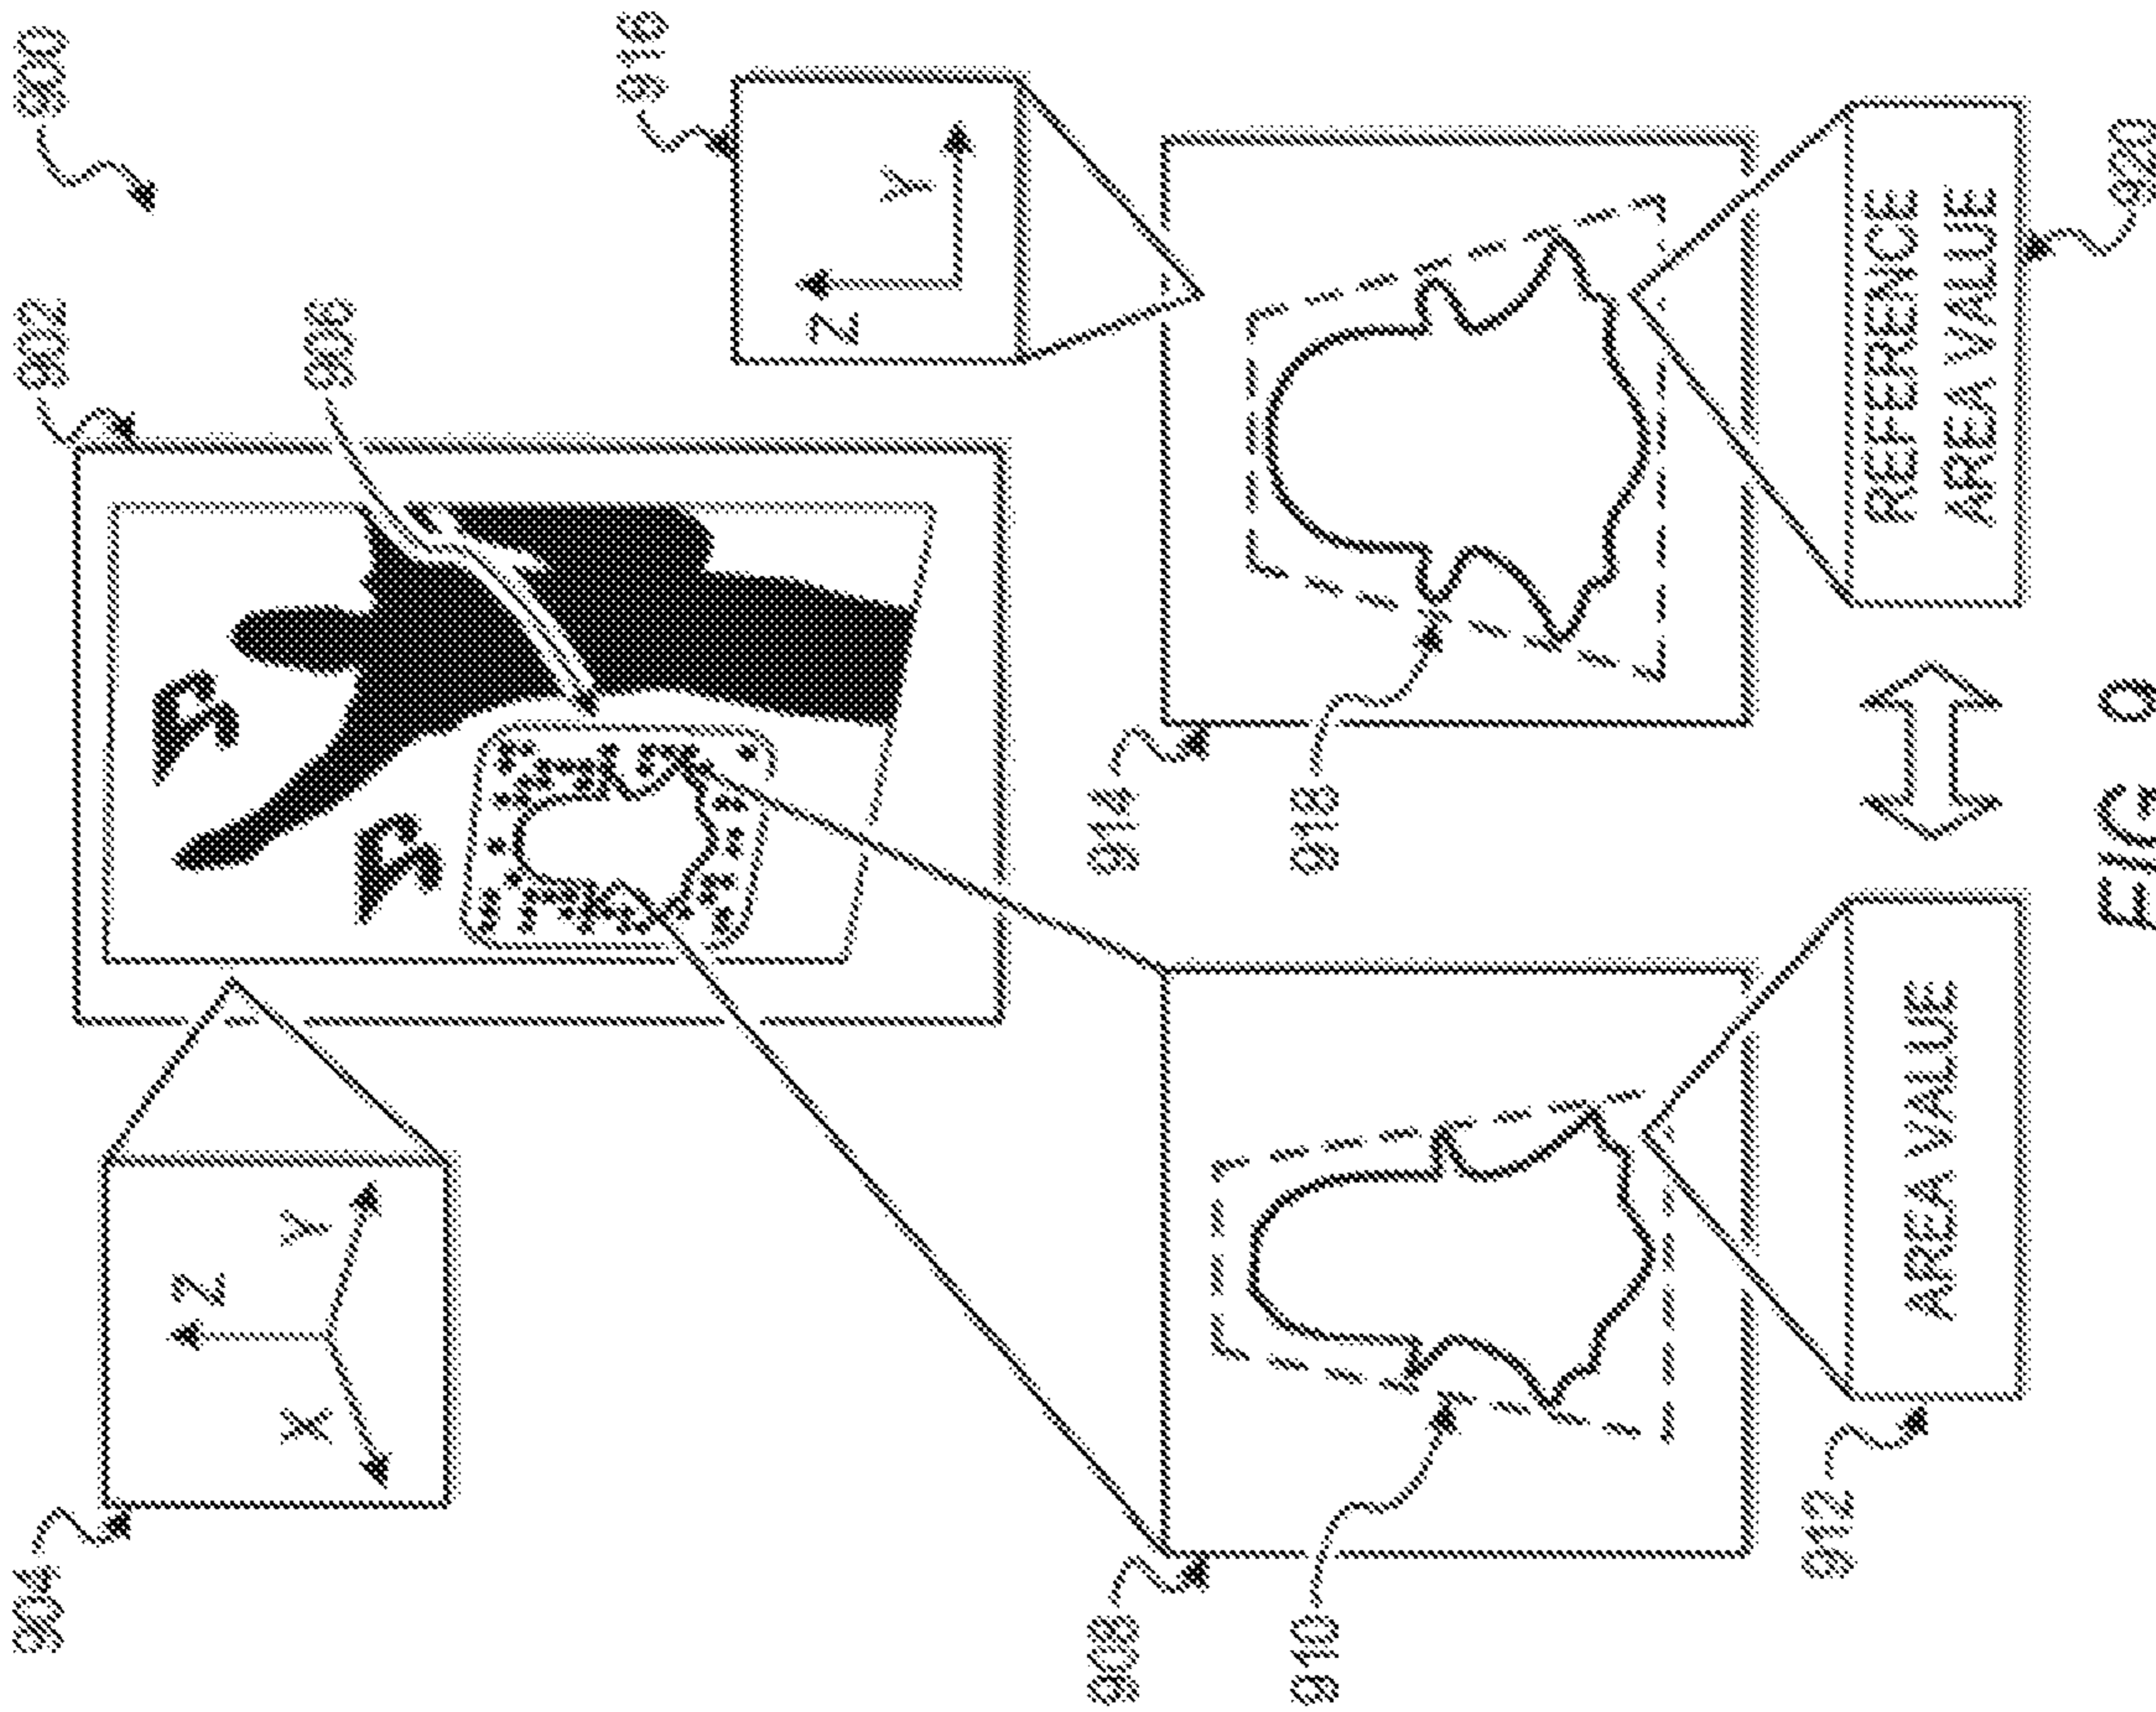 904
902
900
Z
X
Y
906
916
Z
Y
908
914
910
918
912
AREA VALUE
REFERENCE
AREA VALUE
920
FIG. 9